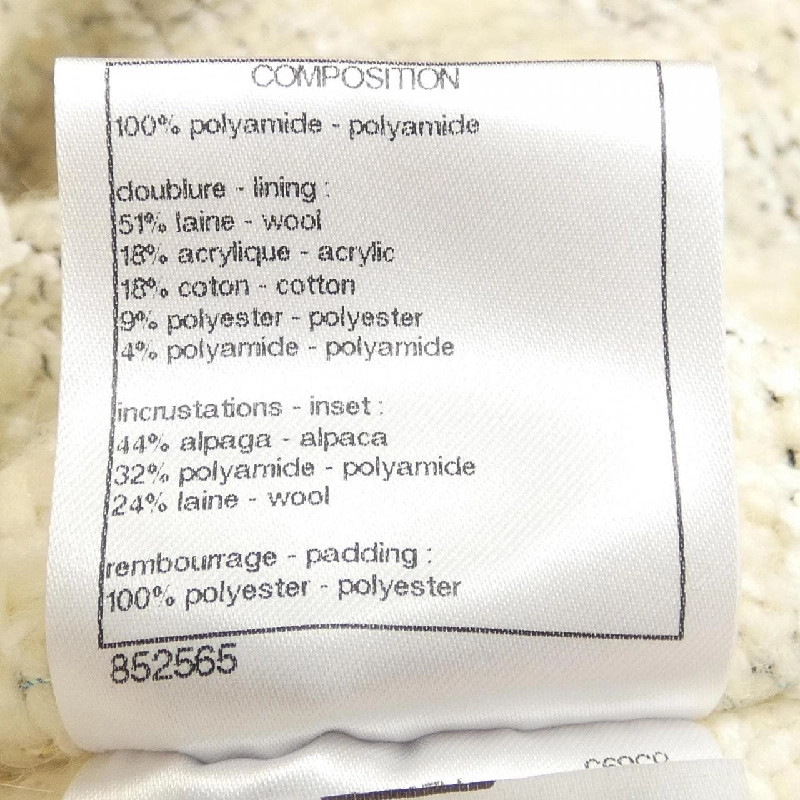 COMPOSITION
100% polyamide - polyamide
doublure - lining :
51% laine - wool
18% acrylique - acrylic
18% coton - cotton
9% polyester - polyester
4% polyamide - polyamide
incrustations - inset :
44% alpaga - alpaca
32% polyamide - polyamide
24% laine - wool
rembourrage - padding :
100% polyester - polyester
852565